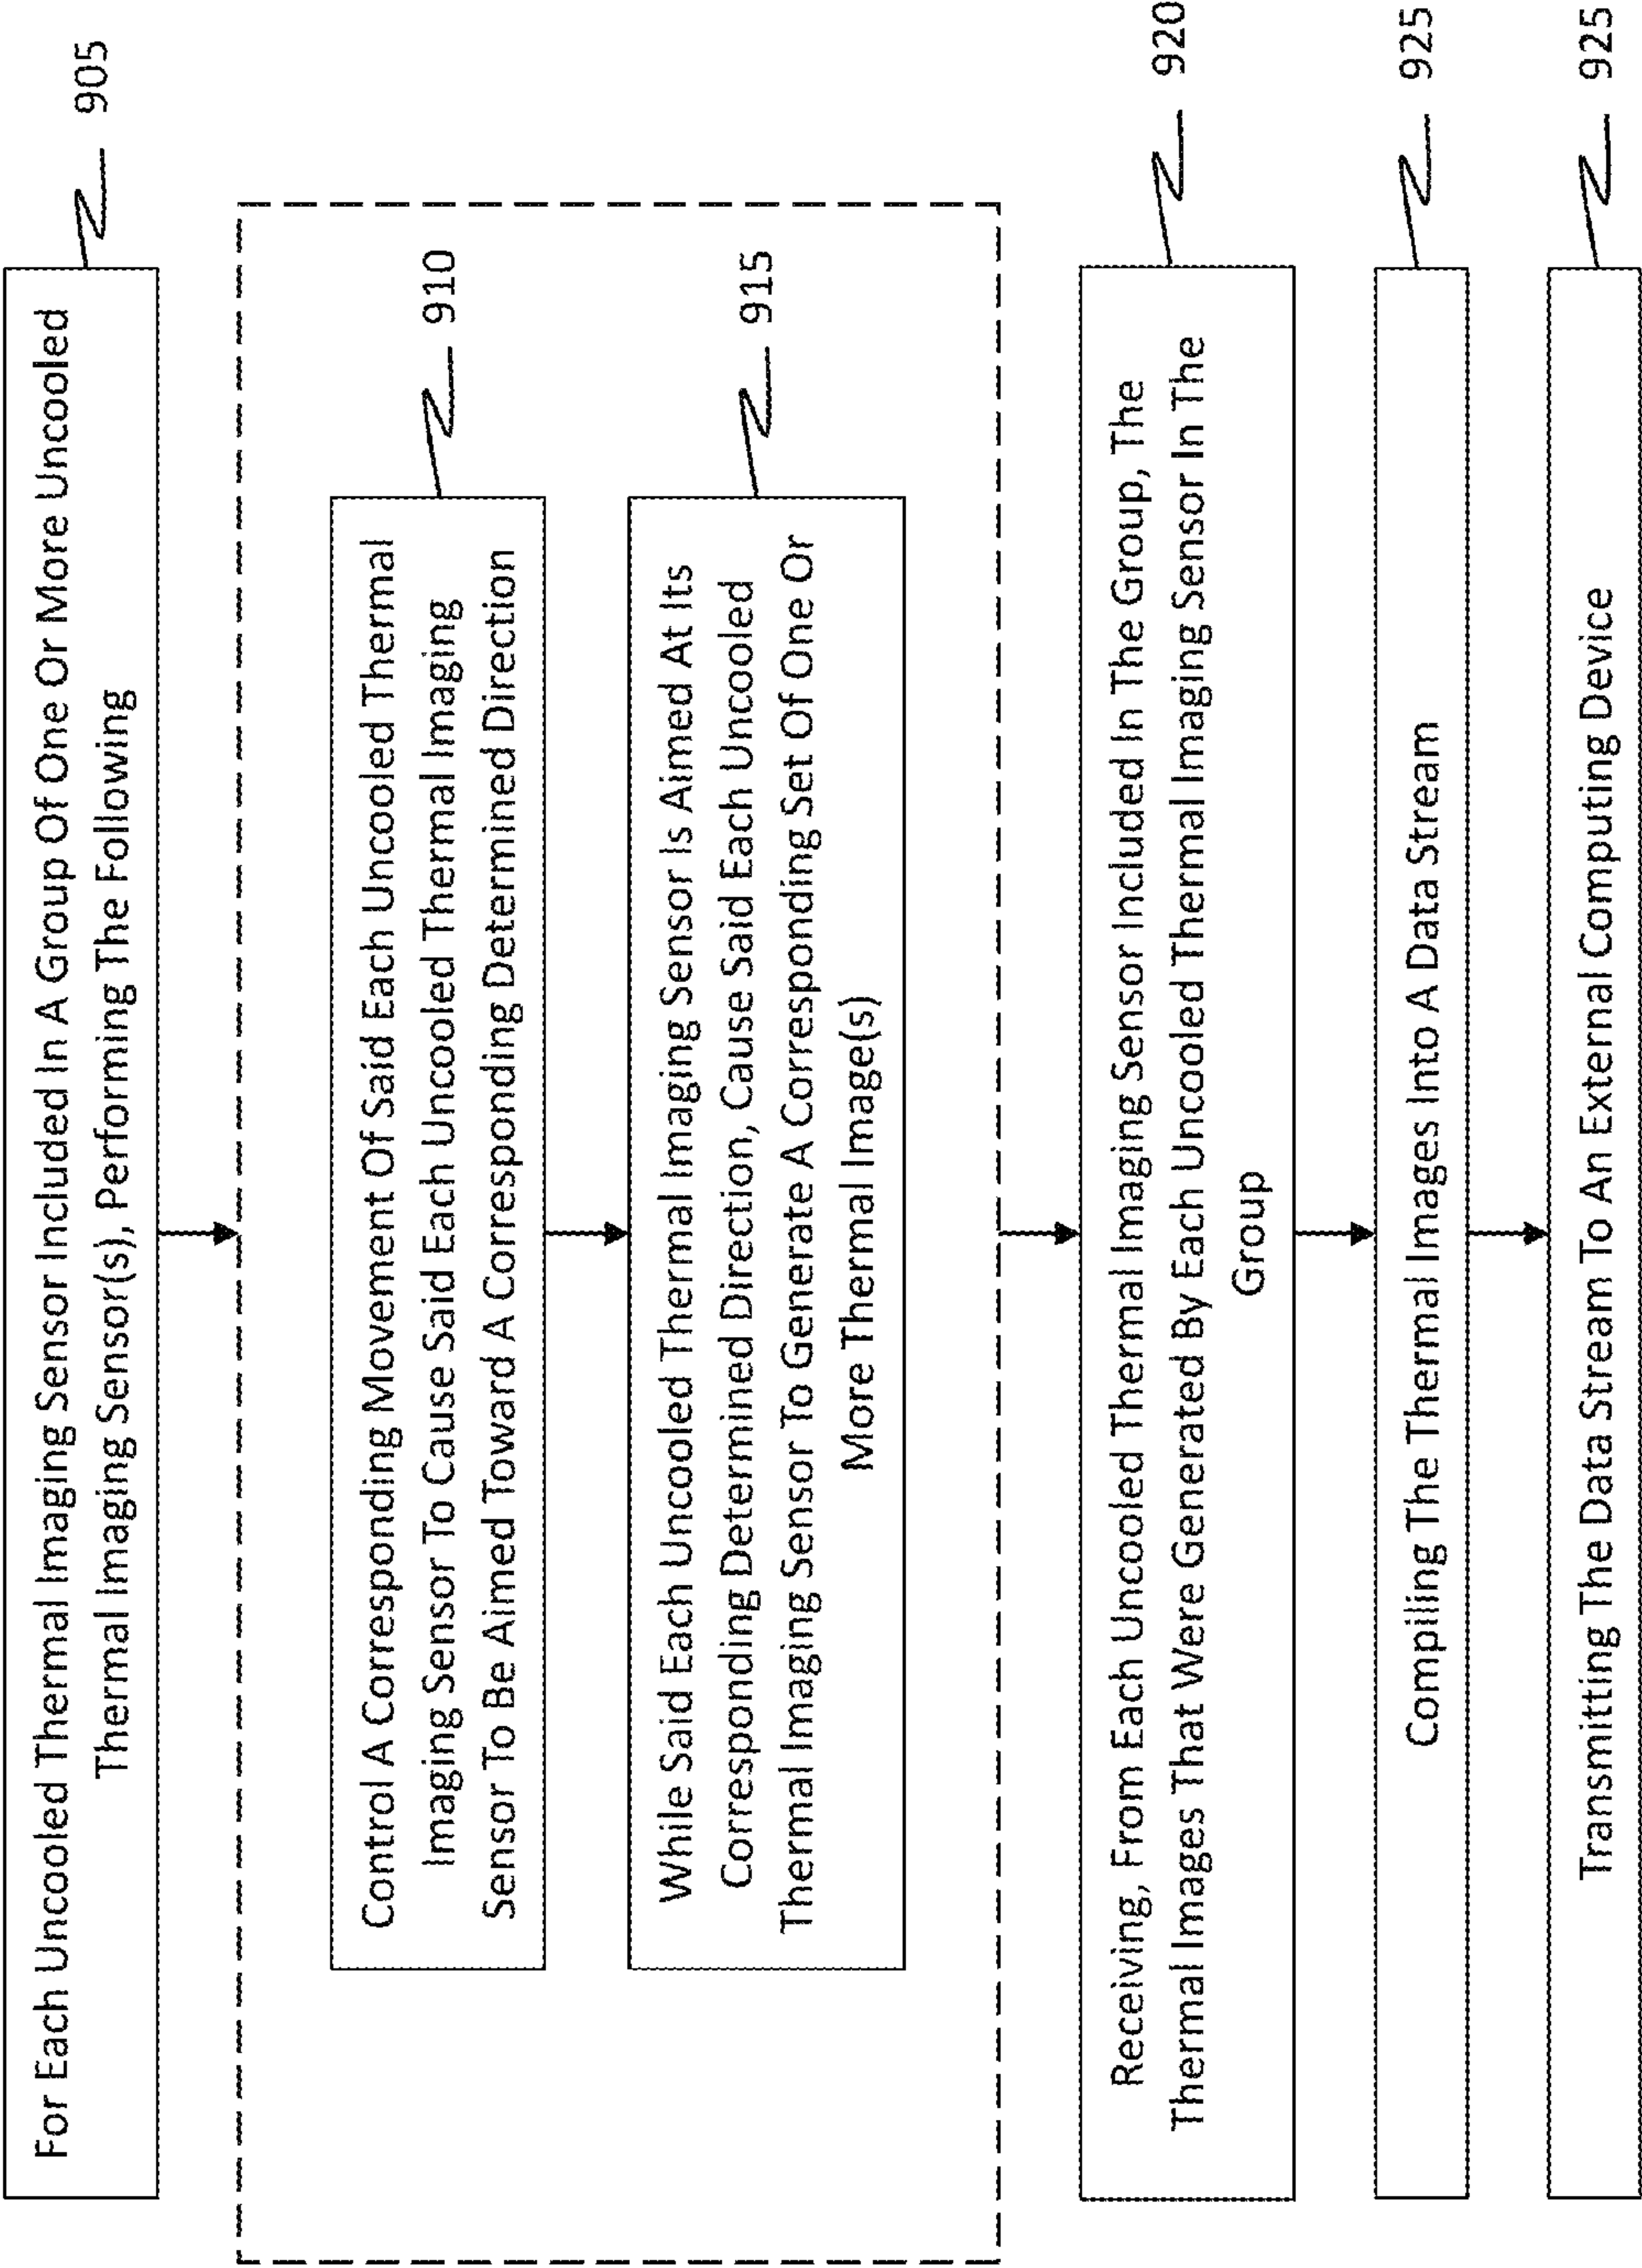 For Each Uncooled Thermal Imaging Sensor Included In A Group Of One Or More Uncooled
Thermal Imaging Sensor(s), Performing The Following
905
Control A Corresponding Movement Of Said Each Uncooled Thermal
Imaging Sensor To Cause Said Each Uncooled Thermal Imaging
Sensor To Be Aimed Toward A Corresponding Determined Direction
910
While Said Each Uncooled Thermal Imaging Sensor Is Aimed At Its
Corresponding Determined Direction, Cause Said Each Uncooled
Thermal Imaging Sensor To Generate A Corresponding Set Of One Or
More Thermal Image(s)
915
Receiving, From Each Uncooled Thermal Imaging Sensor Included In The Group, The
Thermal Images That Were Generated By Each Uncooled Thermal Imaging Sensor In The
Group
920
Compiling The Thermal Images Into A Data Stream
925
Transmitting The Data Stream To An External Computing Device
925